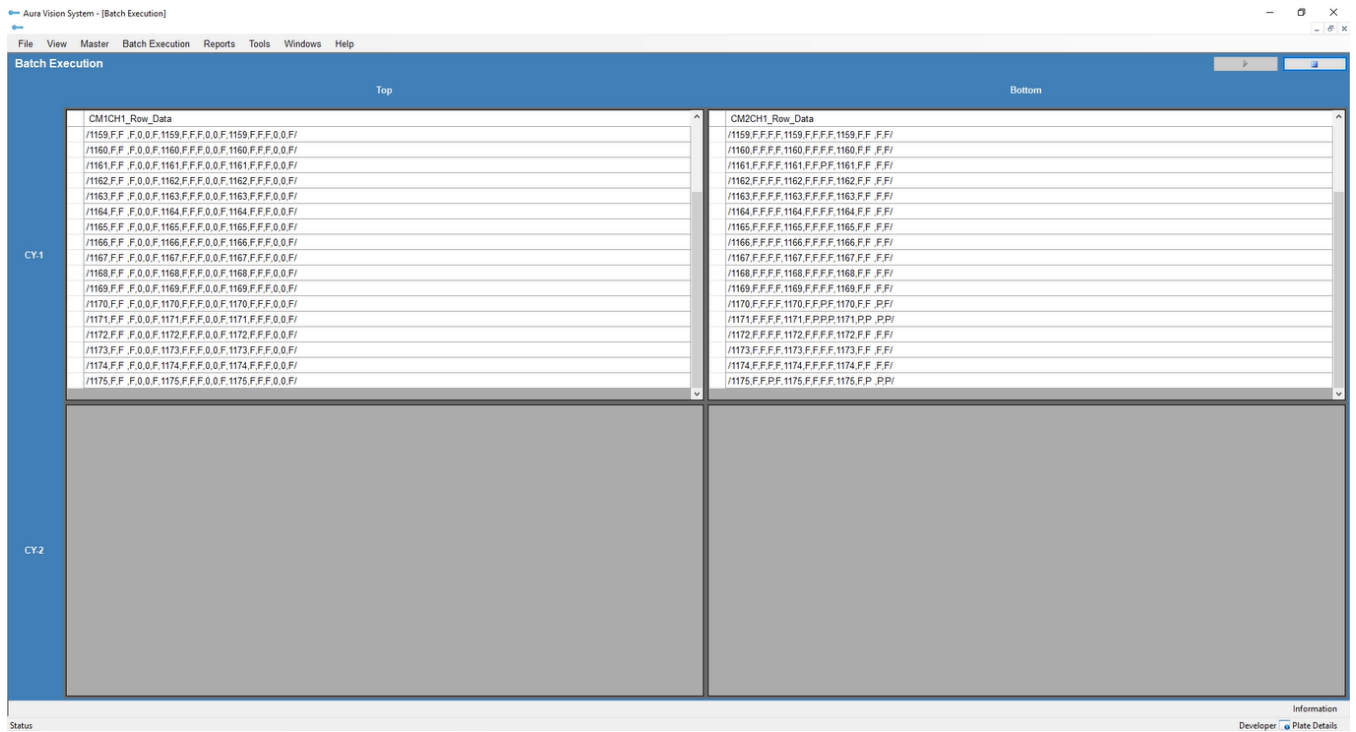 Aura Vision System - [Batch Execution]
File View Master Batch Execution Reports Tools Windows Help
Batch Execution
Top Bottom
CM1CH1_Row_Data
/1159,F,F ,F,0,0,F,1159,F,F,F,0,0,F,1159,F,F,F,0,0,F/
/1160,F,F ,F,0,0,F,1160,F,F,F,0,0,F,1160,F,F,F,0,0,F/
/1161,F,F ,F,0,0,F,1161,F,F,F,0,0,F,1161,F,F,F,0,0,F/
/1162,F,F ,F,0,0,F,1162,F,F,F,0,0,F,1162,F,F,F,0,0,F/
/1163,F,F ,F,0,0,F,1163,F,F,F,0,0,F,1163,F,F,F,0,0,F/
/1164,F,F ,F,0,0,F,1164,F,F,F,0,0,F,1164,F,F,F,0,0,F/
/1165,F,F ,F,0,0,F,1165,F,F,F,0,0,F,1165,F,F,F,0,0,F/
/1166,F,F ,F,0,0,F,1166,F,F,F,0,0,F,1166,F,F,F,0,0,F/
/1167,F,F ,F,0,0,F,1167,F,F,F,0,0,F,1167,F,F,F,0,0,F/
/1168,F,F ,F,0,0,F,1168,F,F,F,0,0,F,1168,F,F,F,0,0,F/
/1169,F,F ,F,0,0,F,1169,F,F,F,0,0,F,1169,F,F,F,0,0,F/
/1170,F,F ,F,0,0,F,1170,F,F,F,0,0,F,1170,F,F,F,0,0,F/
/1171,F,F ,F,0,0,F,1171,F,F,F,0,0,F,1171,F,F,F,0,0,F/
/1172,F,F ,F,0,0,F,1172,F,F,F,0,0,F,1172,F,F,F,0,0,F/
/1173,F,F ,F,0,0,F,1173,F,F,F,0,0,F,1173,F,F,F,0,0,F/
/1174,F,F ,F,0,0,F,1174,F,F,F,0,0,F,1174,F,F,F,0,0,F/
/1175,F,F ,F,0,0,F,1175,F,F,F,0,0,F,1175,F,F,F,0,0,F/
CM2CH1_Row_Data
/1159,F,F,F,F,1159,F,F,F,F,1159,F,F ,F,F/
/1160,F,F,F,F,1160,F,F,F,F,1160,F,F ,F,F/
/1161,F,F,F,F,1161,F,F,P,F,1161,F,F ,F,F/
/1162,F,F,F,F,1162,F,F,F,F,1162,F,F ,F,F/
/1163,F,F,F,F,1163,F,F,F,F,1163,F,F ,F,F/
/1164,F,F,F,F,1164,F,F,F,F,1164,F,F ,F,F/
/1165,F,F,F,F,1165,F,F,F,F,1165,F,F ,F,F/
/1166,F,F,F,F,1166,F,F,F,F,1166,F,F ,F,F/
/1167,F,F,F,F,1167,F,F,F,F,1167,F,F ,F,F/
/1168,F,F,F,F,1168,F,F,F,F,1168,F,F ,F,F/
/1169,F,F,F,F,1169,F,F,F,F,1169,F,F ,F,F/
/1170,F,F,F,F,1170,F,F,P,F,1170,F,F ,P,F/
/1171,F,F,F,F,1171,F,P,P,P,1171,P,P ,P,P/
/1172,F,F,F,F,1172,F,F,F,F,1172,F,F ,F,F/
/1173,F,F,F,F,1173,F,F,F,F,1173,F,F ,F,F/
/1174,F,F,F,F,1174,F,F,F,F,1174,F,F ,F,F/
/1175,F,F,P,F,1175,F,F,F,F,1175,F,P ,P,P/
CY-1
CY-2
Information
Status Developer Plate Details